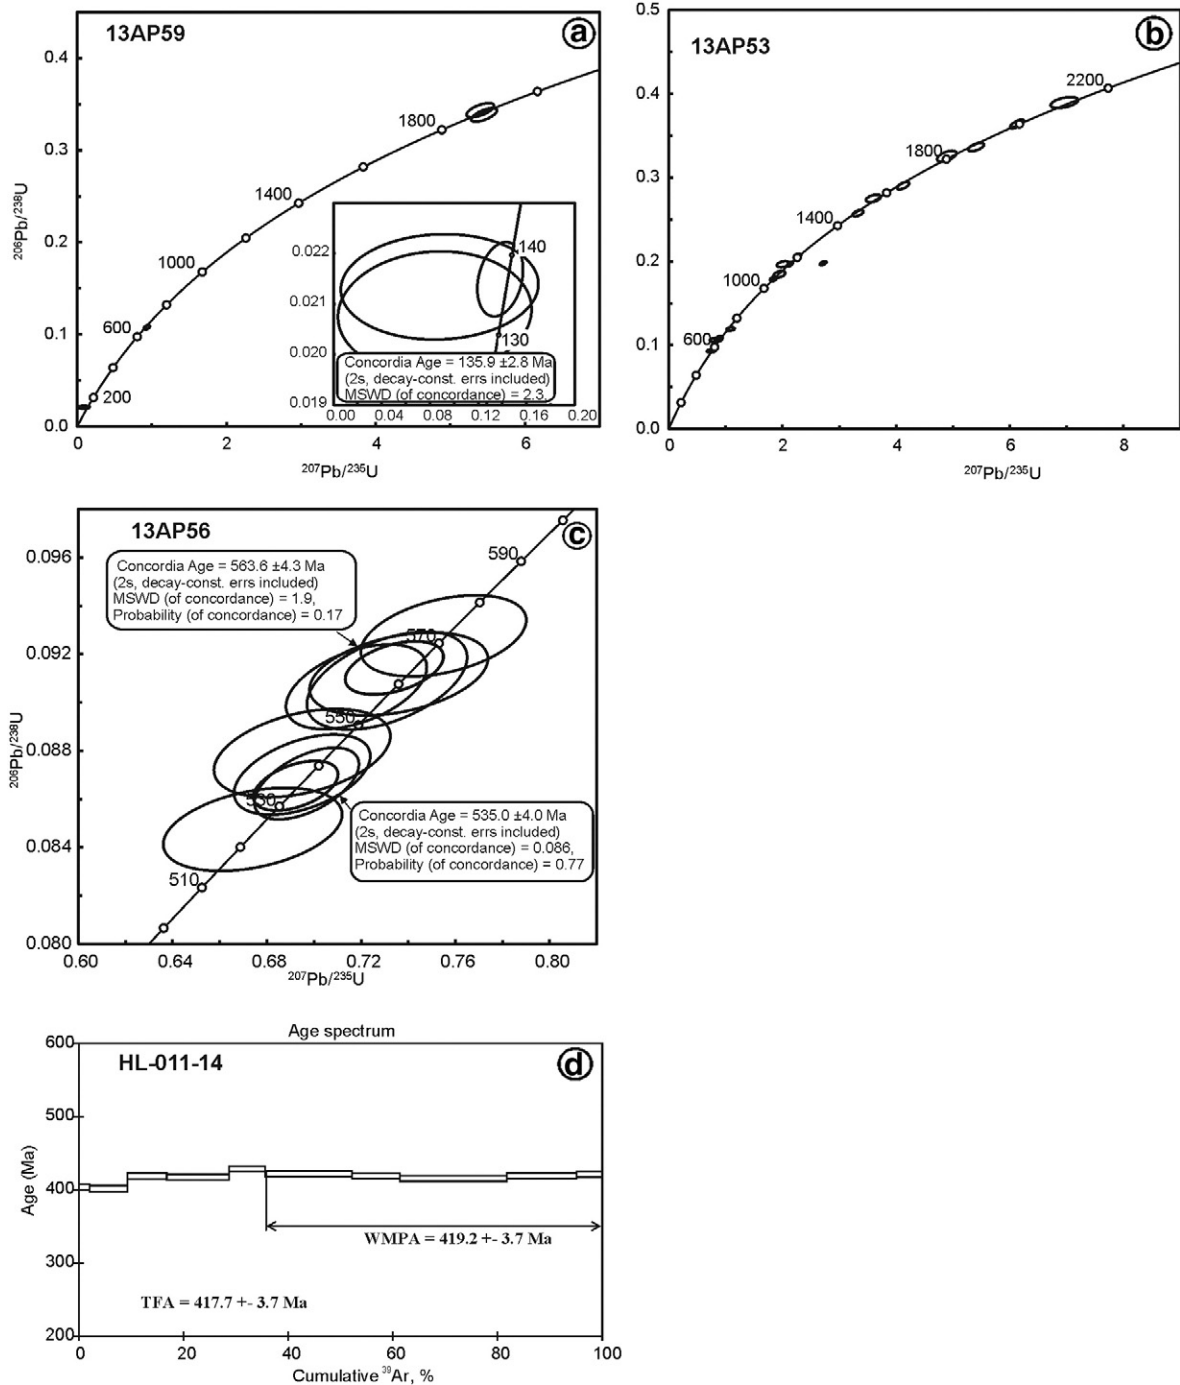 13AP59
a
0.4
0.3
0.2
0.1
0.0
²⁰⁶Pb/²³⁸U
200
600
1000
1400
1800
0.022
0.021
0.020
0.019
140
130
Concordia Age = 135.9 ±2.8 Ma
(2s, decay-const. errs included)
MSWD (of concordance) = 2.3,
0.00 0.04 0.08 0.12 0.16 0.20
2 4 6
²⁰⁷Pb/²³⁵U
13AP53
b
0.5
0.4
0.3
0.2
0.1
0.0
600
1000
1400
1800
2200
0 2 4 6 8
²⁰⁷Pb/²³⁵U
13AP56
c
0.096
0.092
0.088
0.084
0.080
²⁰⁶Pb/²³⁸U
Concordia Age = 563.6 ±4.3 Ma
(2s, decay-const. errs included)
MSWD (of concordance) = 1.9,
Probability (of concordance) = 0.17
590
570
550
530
510
Concordia Age = 535.0 ±4.0 Ma
(2s, decay-const. errs included)
MSWD (of concordance) = 0.086,
Probability (of concordance) = 0.77
0.60 0.64 0.68 0.72 0.76 0.80
²⁰⁷Pb/²³⁵U
Age spectrum
HL-011-14
d
600
500
400
300
200
Age (Ma)
WMPA = 419.2 +- 3.7 Ma
TFA = 417.7 +- 3.7 Ma
0 20 40 60 80 100
Cumulative ³⁹Ar, %